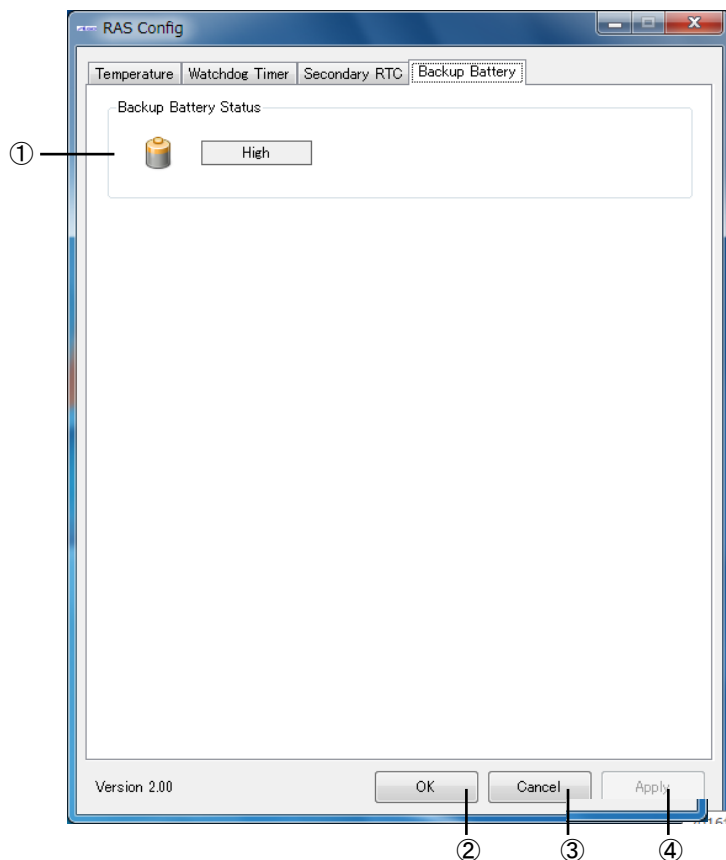 RAS Config
Temperature Watchdog Timer Secondary RTC Backup Battery
Backup Battery Status
① High
Version 2.00 OK Cancel Apply
② ③ ④